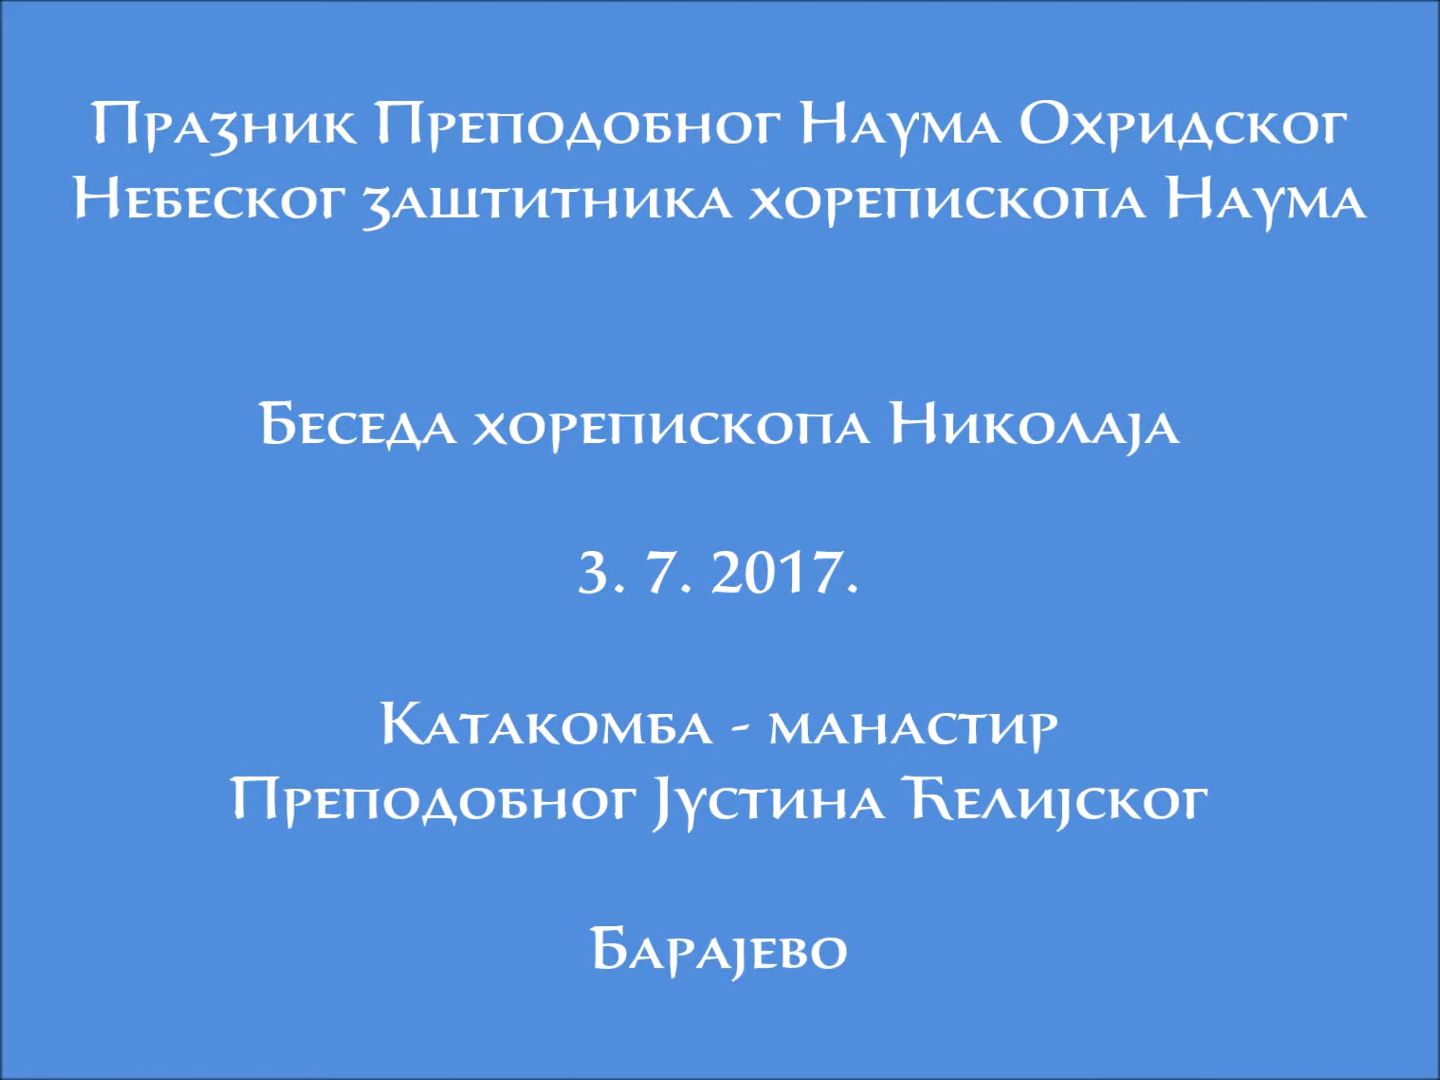 Празник Преподобног Наума Охридског
Небеског заштитника хорепископа Наума
Беседа хорепископа Николаја
3. 7. 2017.
Катакомба - манастир
Преподобног Јустина Ћелијског
Барајево